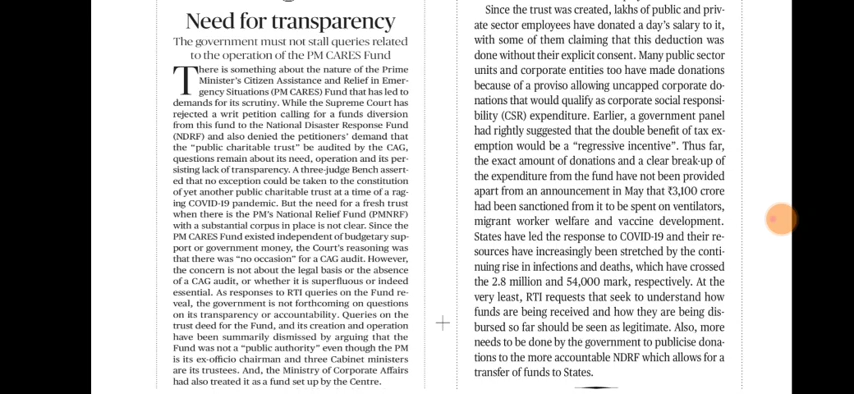 Need for transparency
The government must not stall queries related
to the operation of the PM CARES Fund
There is something about the nature of the Prime
Minister's Citizen Assistance and Relief in Emer-
gency Situations (PM CARES) Fund that has led to
demands for its scrutiny. While the Supreme Court has
rejected a writ petition calling for a funds diversion
from this fund to the National Disaster Response Fund
(NDRF) and also denied the petitioners' demand that
the “public charitable trust” be audited by the CAG,
questions remain about its need, operation and its per-
sisting lack of transparency. A three-judge Bench assert-
ed that no exception could be taken to the constitution
of yet another public charitable trust at a time of a rag-
ing COVID-19 pandemic. But the need for a fresh trust
when there is the PM's National Relief Fund (PMNRF)
with a substantial corpus in place is not clear. Since the
PM CARES Fund existed independent of budgetary sup-
port or government money, the Court's reasoning was
that there was “no occasion” for a CAG audit. However,
the concern is not about the legal basis or the absence
of a CAG audit, or whether it is superfluous or indeed
essential. As responses to RTI queries on the Fund re-
veal, the government is not forthcoming on questions
on its transparency or accountability. Queries on the
trust deed for the Fund, and its creation and operation
have been summarily dismissed by arguing that the
Fund was not a “public authority” even though the PM
is its ex-officio chairman and three Cabinet ministers
are its trustees. And, the Ministry of Corporate Affairs
had also treated it as a fund set up by the Centre.
Since the trust was created, lakhs of public and priv-
ate sector employees have donated a day's salary to it,
with some of them claiming that this deduction was
done without their explicit consent. Many public sector
units and corporate entities too have made donations
because of a proviso allowing uncapped corporate do-
nations that would qualify as corporate social responsi-
bility (CSR) expenditure. Earlier, a government panel
had rightly suggested that the double benefit of tax ex-
emption would be a “regressive incentive”. Thus far,
the exact amount of donations and a clear break-up of
the expenditure from the fund have not been provided
apart from an announcement in May that ₹3,100 crore
had been sanctioned from it to be spent on ventilators,
migrant worker welfare and vaccine development.
States have led the response to COVID-19 and their re-
sources have increasingly been stretched by the conti-
nuing rise in infections and deaths, which have crossed
the 2.8 million and 54,000 mark, respectively. At the
very least, RTI requests that seek to understand how
funds are being received and how they are being dis-
bursed so far should be seen as legitimate. Also, more
needs to be done by the government to publicise dona-
tions to the more accountable NDRF which allows for a
transfer of funds to States.